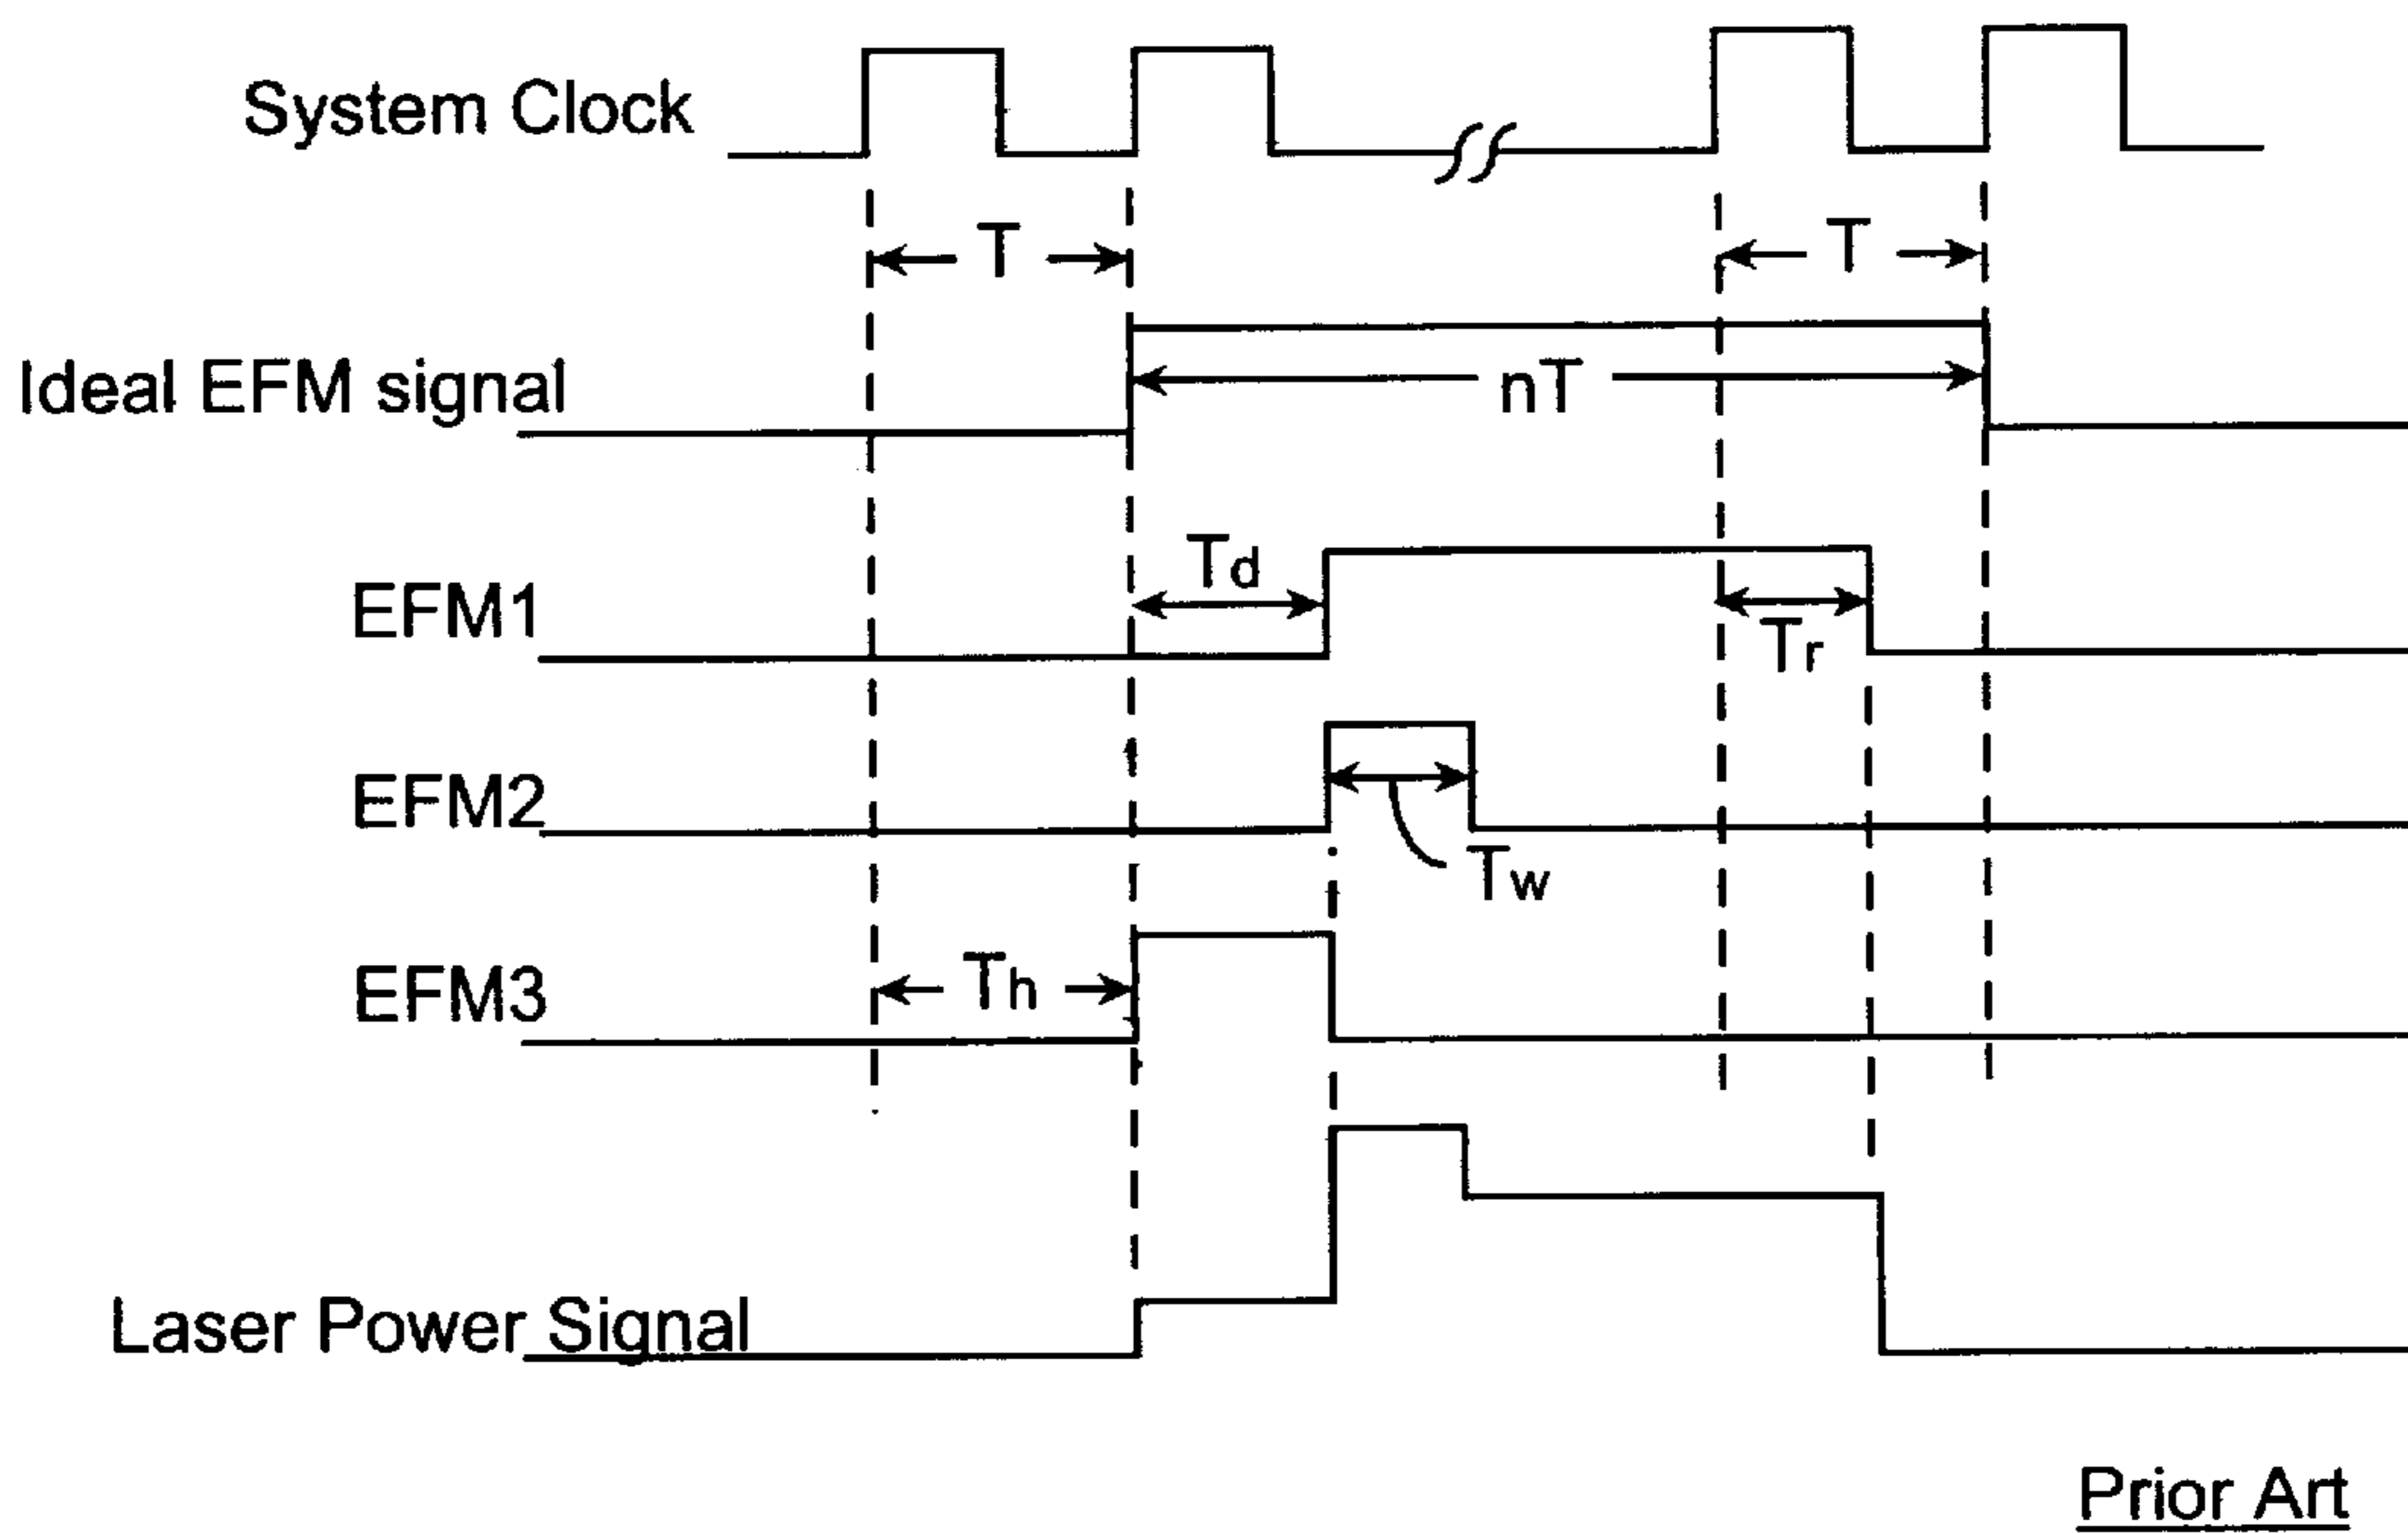 System Clock
T
T
Ideal EFM signal
nT
EFM1
Td
Tr
EFM2
Tw
EFM3
Th
Laser Power Signal
Prior Art